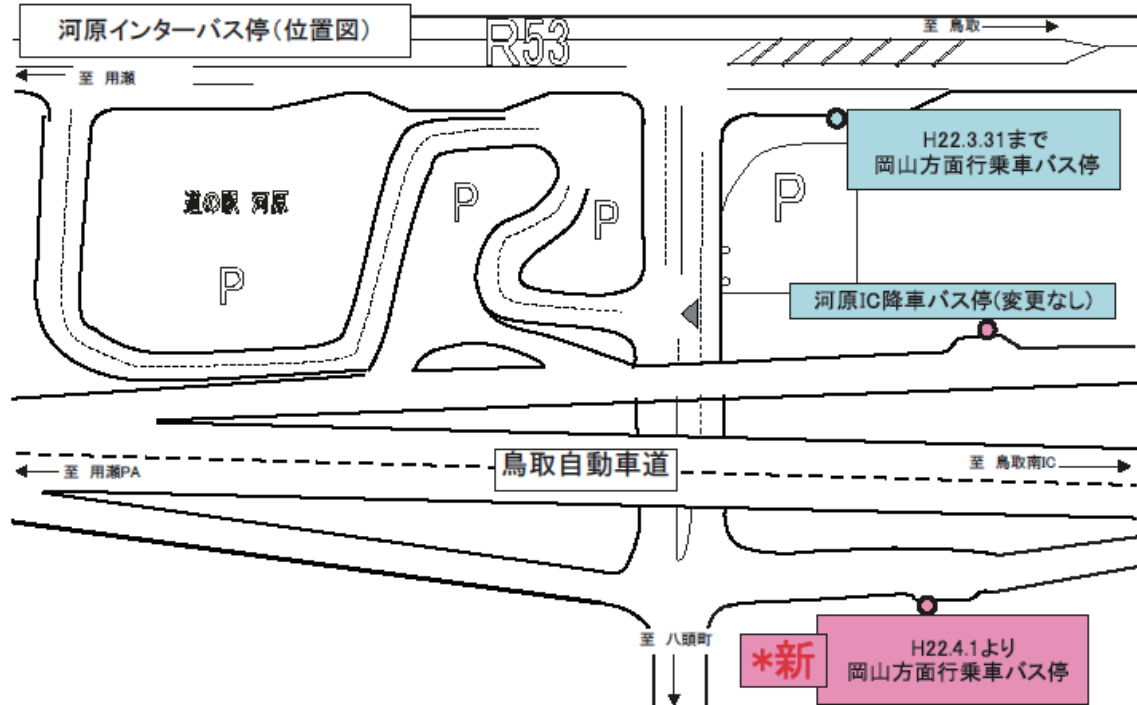 河原インターバス停(位置図)
R53
至 鳥取
至 用瀬
H22.3.31まで
岡山方面行乗車バス停
道の駅 河原
P
P
P
P
河原IC降車バス停(変更なし)
鳥取自動車道
至 用瀬PA
至 鳥取南IC
至 八頭町
*新
H22.4.1より
岡山方面行乗車バス停